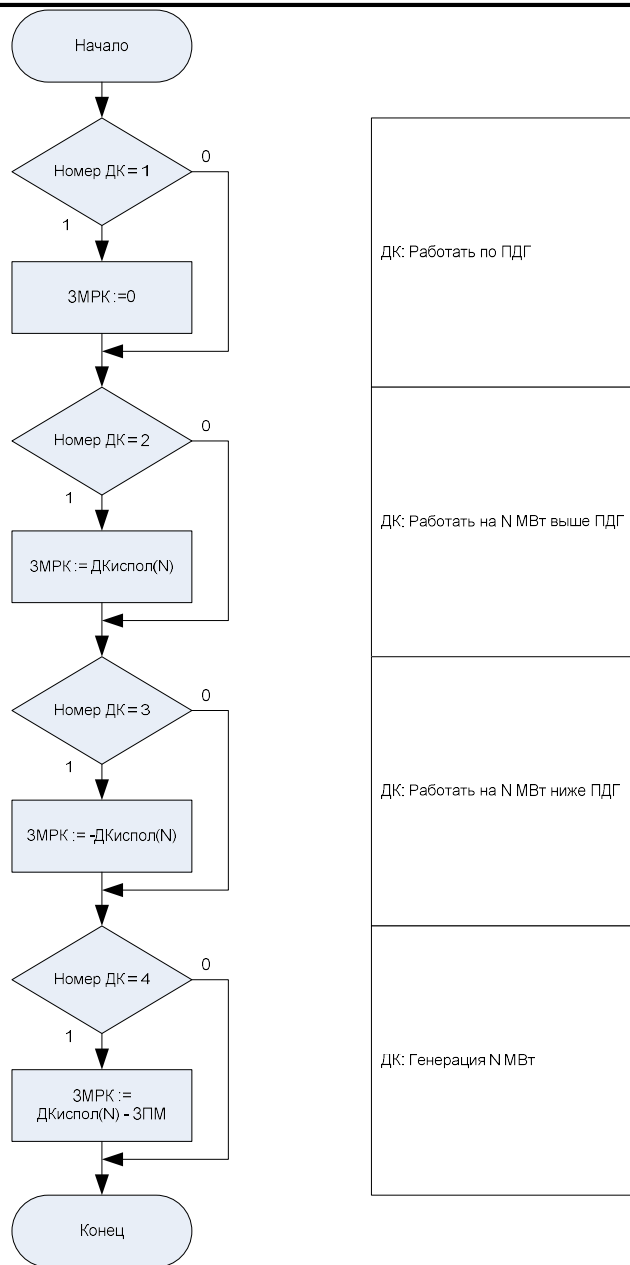 Начало
Номер ДК = 1
0
1
ЗМРК :=0
ДК: Работать по ПДГ
Номер ДК = 2
0
1
ЗМРК := ДКиспол(N)
ДК: Работать на N МВт выше ПДГ
Номер ДК = 3
0
1
ЗМРК := -ДКиспол(N)
ДК: Работать на N МВт ниже ПДГ
Номер ДК = 4
0
1
ЗМРК :=
ДКиспол(N) - ЗПМ
ДК: Генерация N МВт
Конец